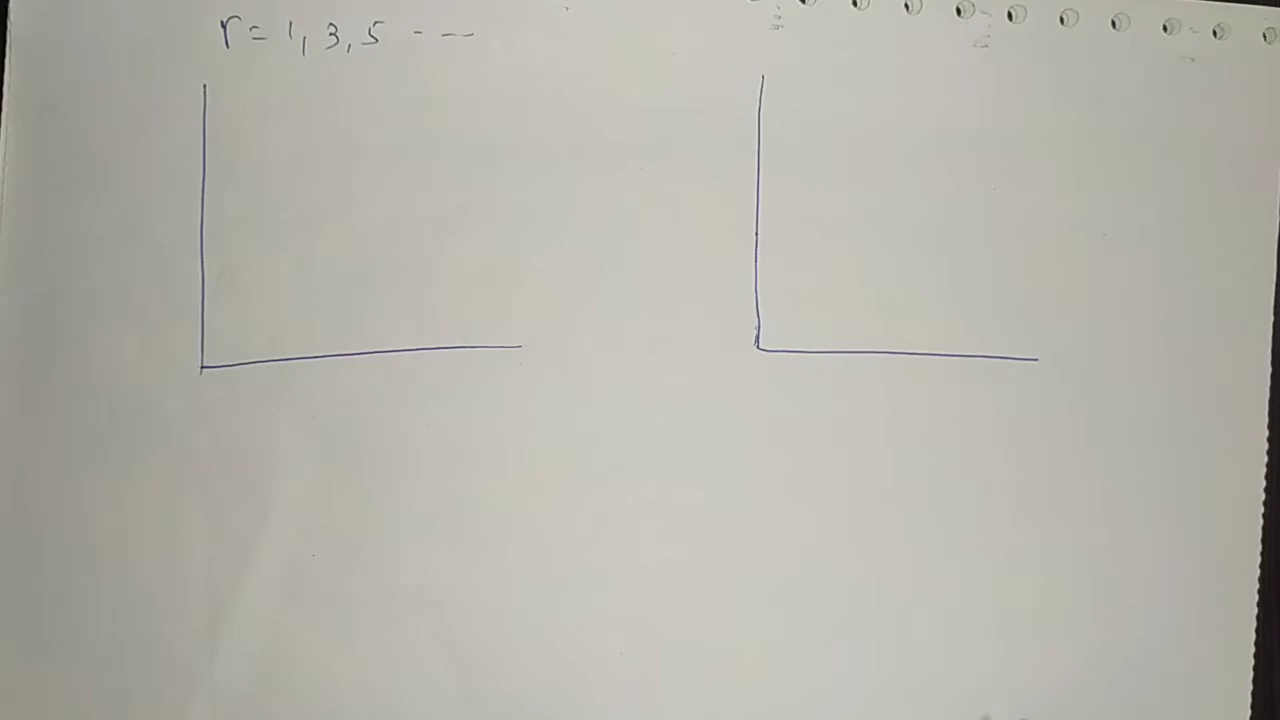 r = 1, 3, 5 - - —